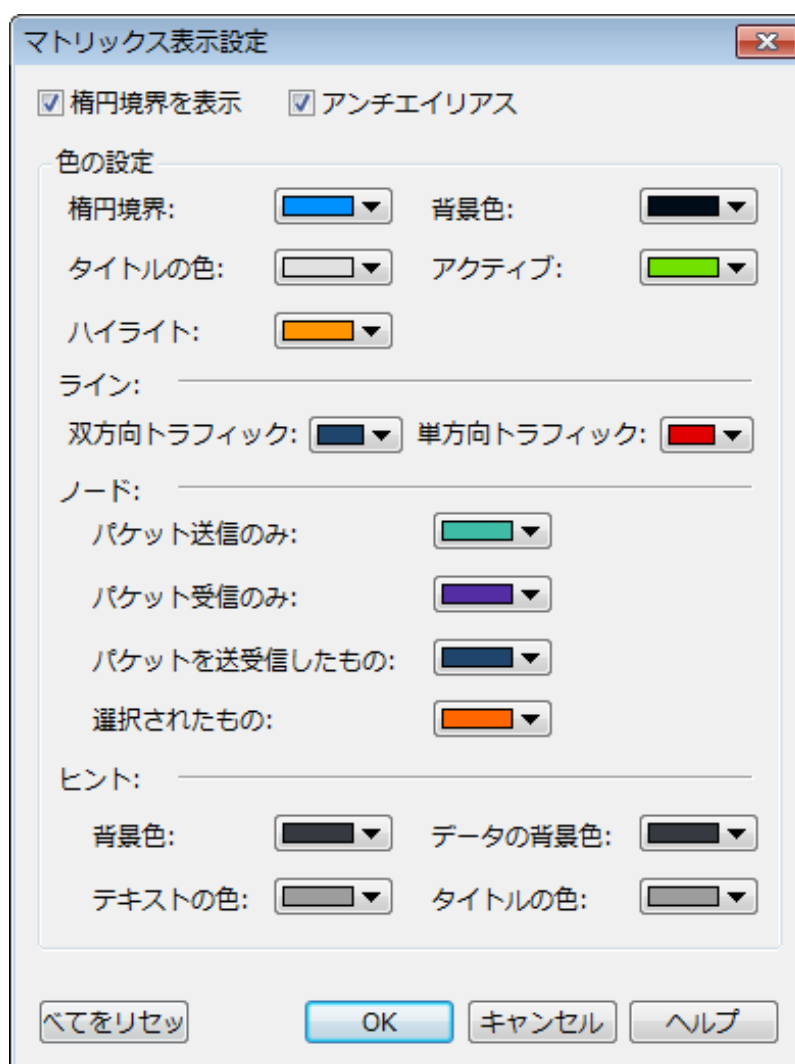 マトリックス表示設定
楕円境界を表示 アンチエイリアス
色の設定
楕円境界: 背景色:
タイトルの色: アクティブ:
ハイライト:
ライン:
双方向トラフィック: 単方向トラフィック:
ノード:
パケット送信のみ:
パケット受信のみ:
パケットを送受信したもの:
選択されたもの:
ヒント:
背景色: データの背景色:
テキストの色: タイトルの色:
べてをリセッ OK キャンセル ヘルプ